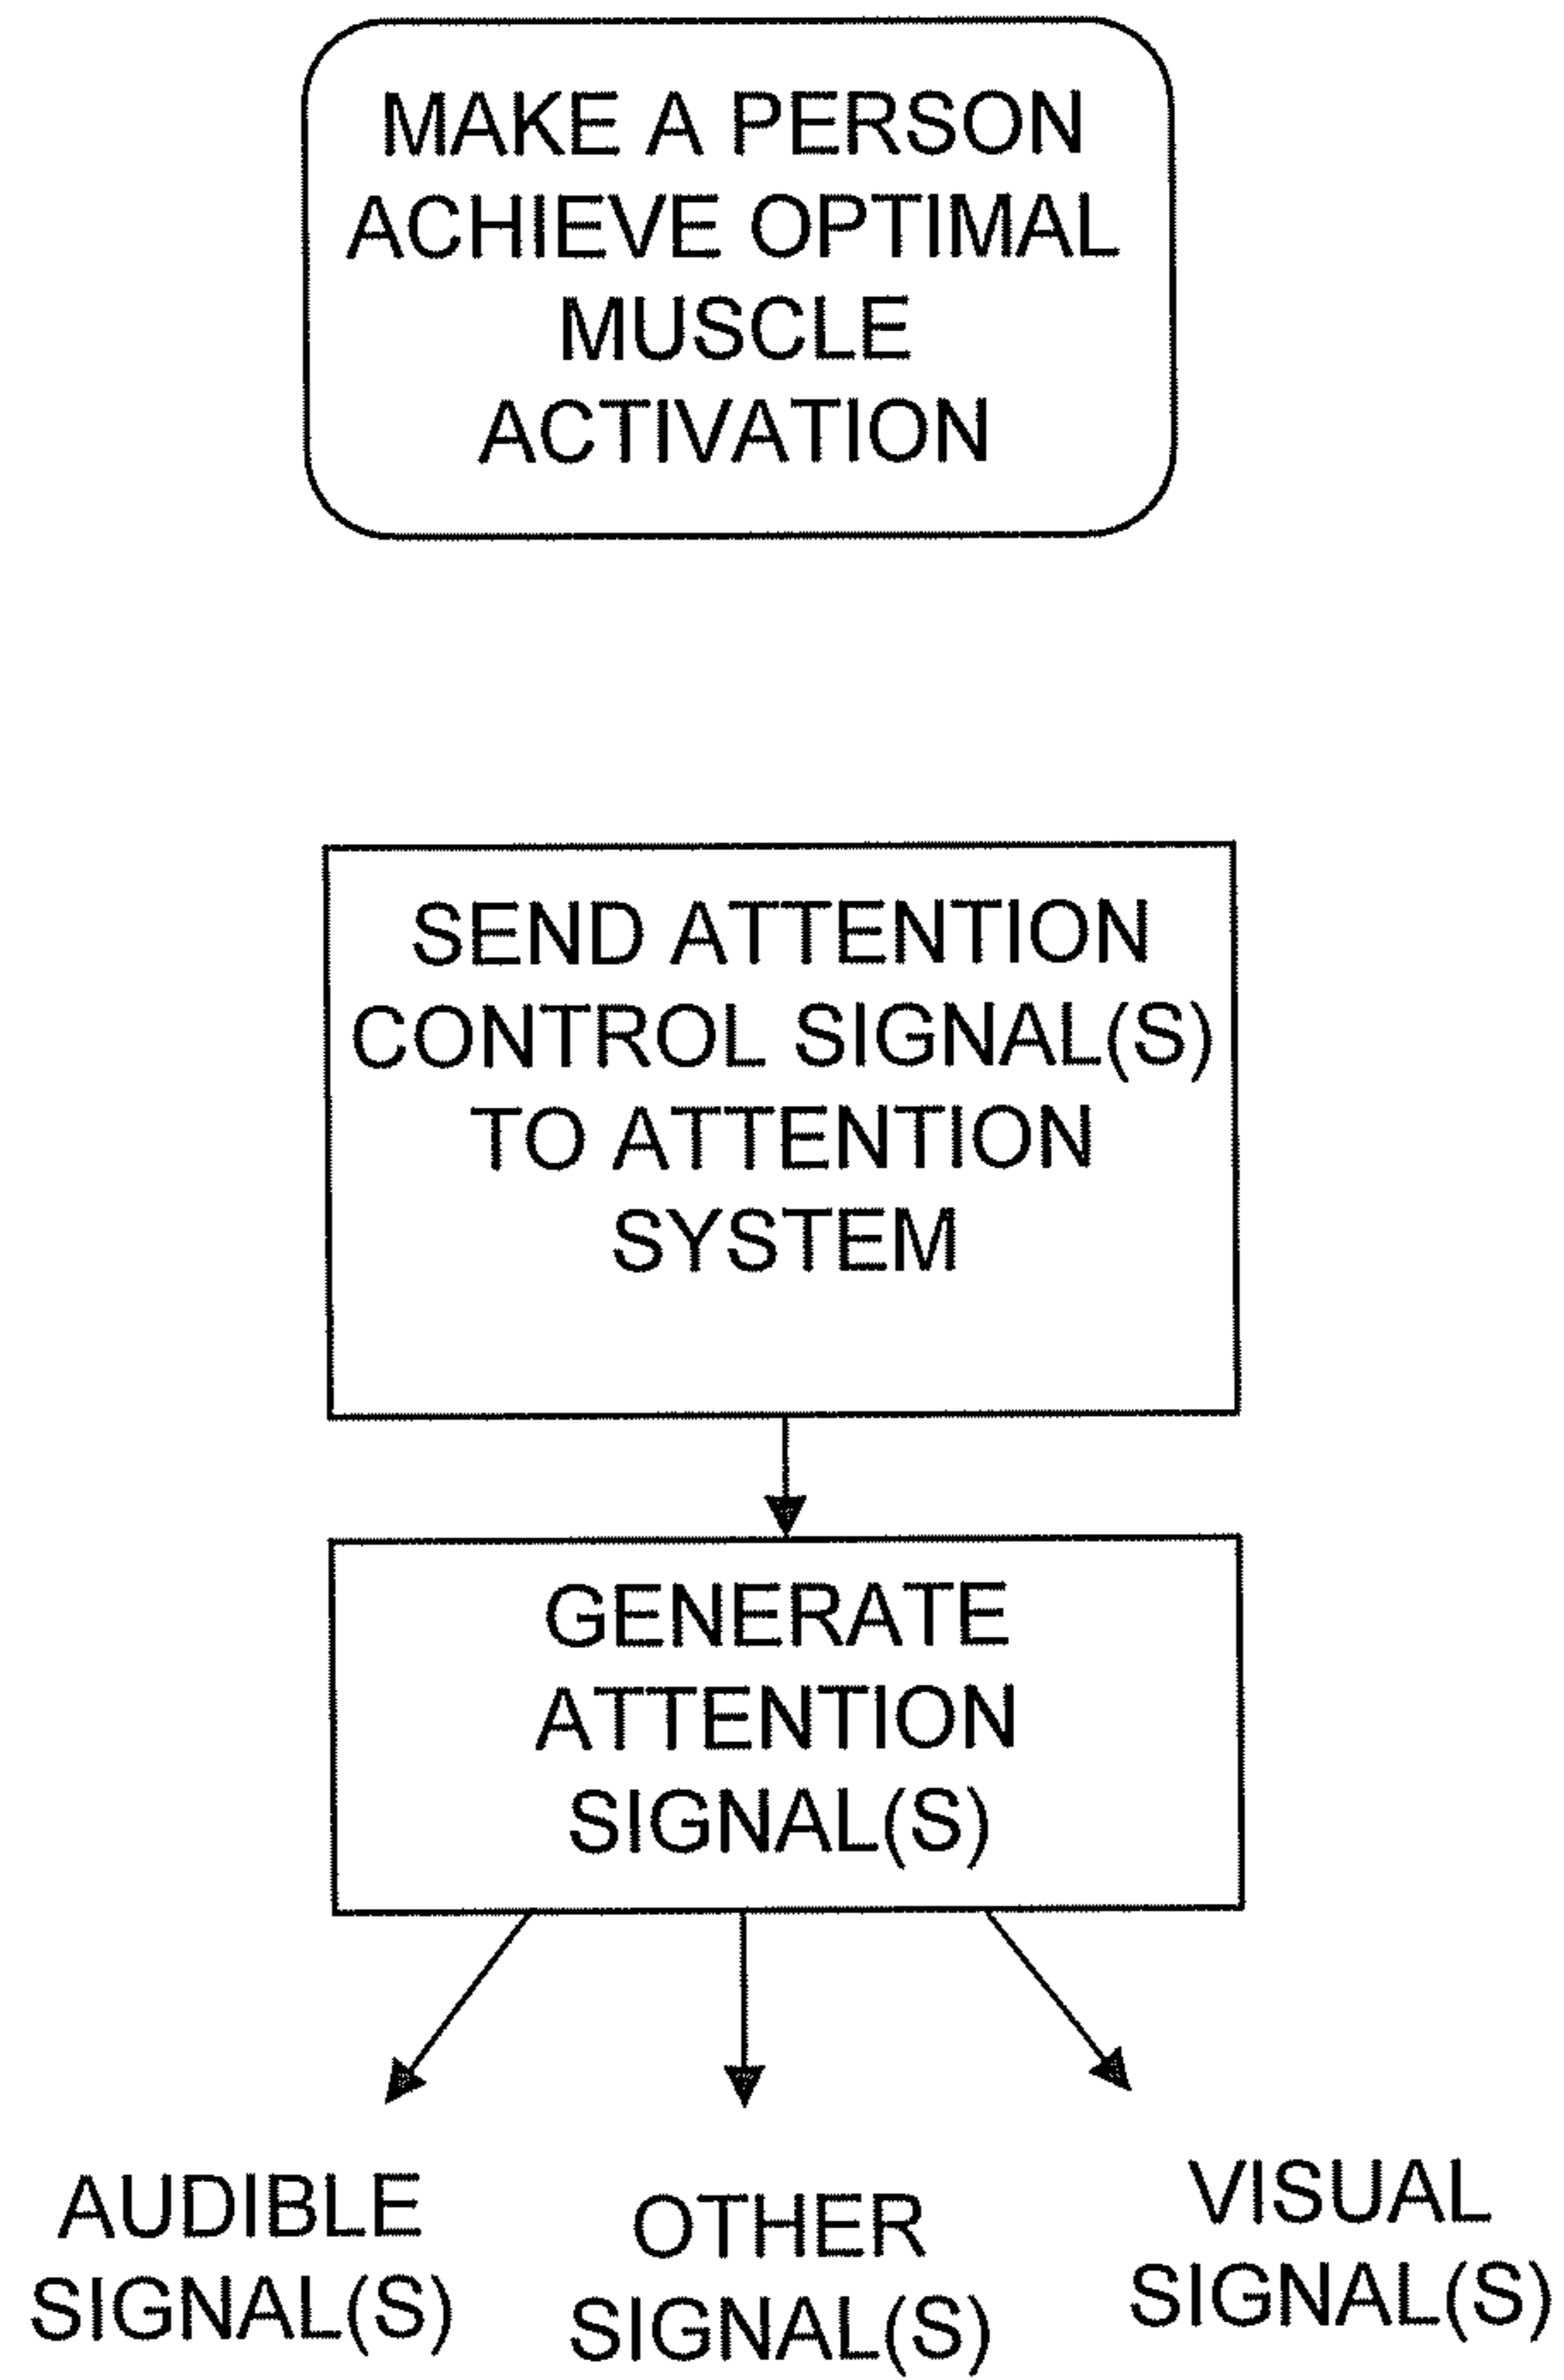 MAKE A PERSON
ACHIEVE OPTIMAL
MUSCLE
ACTIVATION
SEND ATTENTION
CONTROL SIGNAL(S)
TO ATTENTION
SYSTEM
GENERATE
ATTENTION
SIGNAL(S)
AUDIBLE
SIGNAL(S)
OTHER
SIGNAL(S)
VISUAL
SIGNAL(S)